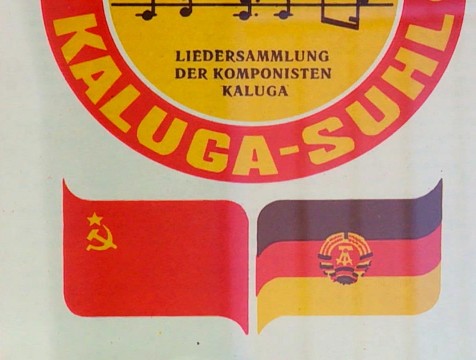 LIEDERSAMMLUNG
DER KOMPONISTEN
KALUGA
KALUGA-SUHL